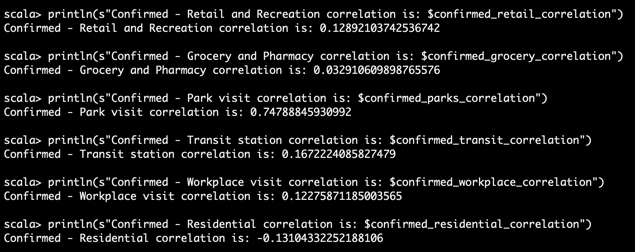 scala> println(s"Confirmed - Retail and Recreation correlation is: $confirmed_retail_correlation")
Confirmed - Retail and Recreation correlation is: 0.12892103742536742
scala> println(s"Confirmed - Grocery and Pharmacy correlation is: $confirmed_grocery_correlation")
Confirmed - Grocery and Pharmacy correlation is: 0.032910609898765576
scala> println(s"Confirmed - Park visit correlation is: $confirmed_parks_correlation")
Confirmed - Park visit correlation is: 0.74788845930992
scala> println(s"Confirmed - Transit station correlation is: $confirmed_transit_correlation")
Confirmed - Transit station correlation is: 0.1672224085827479
scala> println(s"Confirmed - Workplace visit correlation is: $confirmed_workplace_correlation")
Confirmed - Workplace visit correlation is: 0.12275871185003565
scala> println(s"Confirmed - Residential correlation is: $confirmed_residential_correlation")
Confirmed - Residential correlation is: -0.13104332252188106